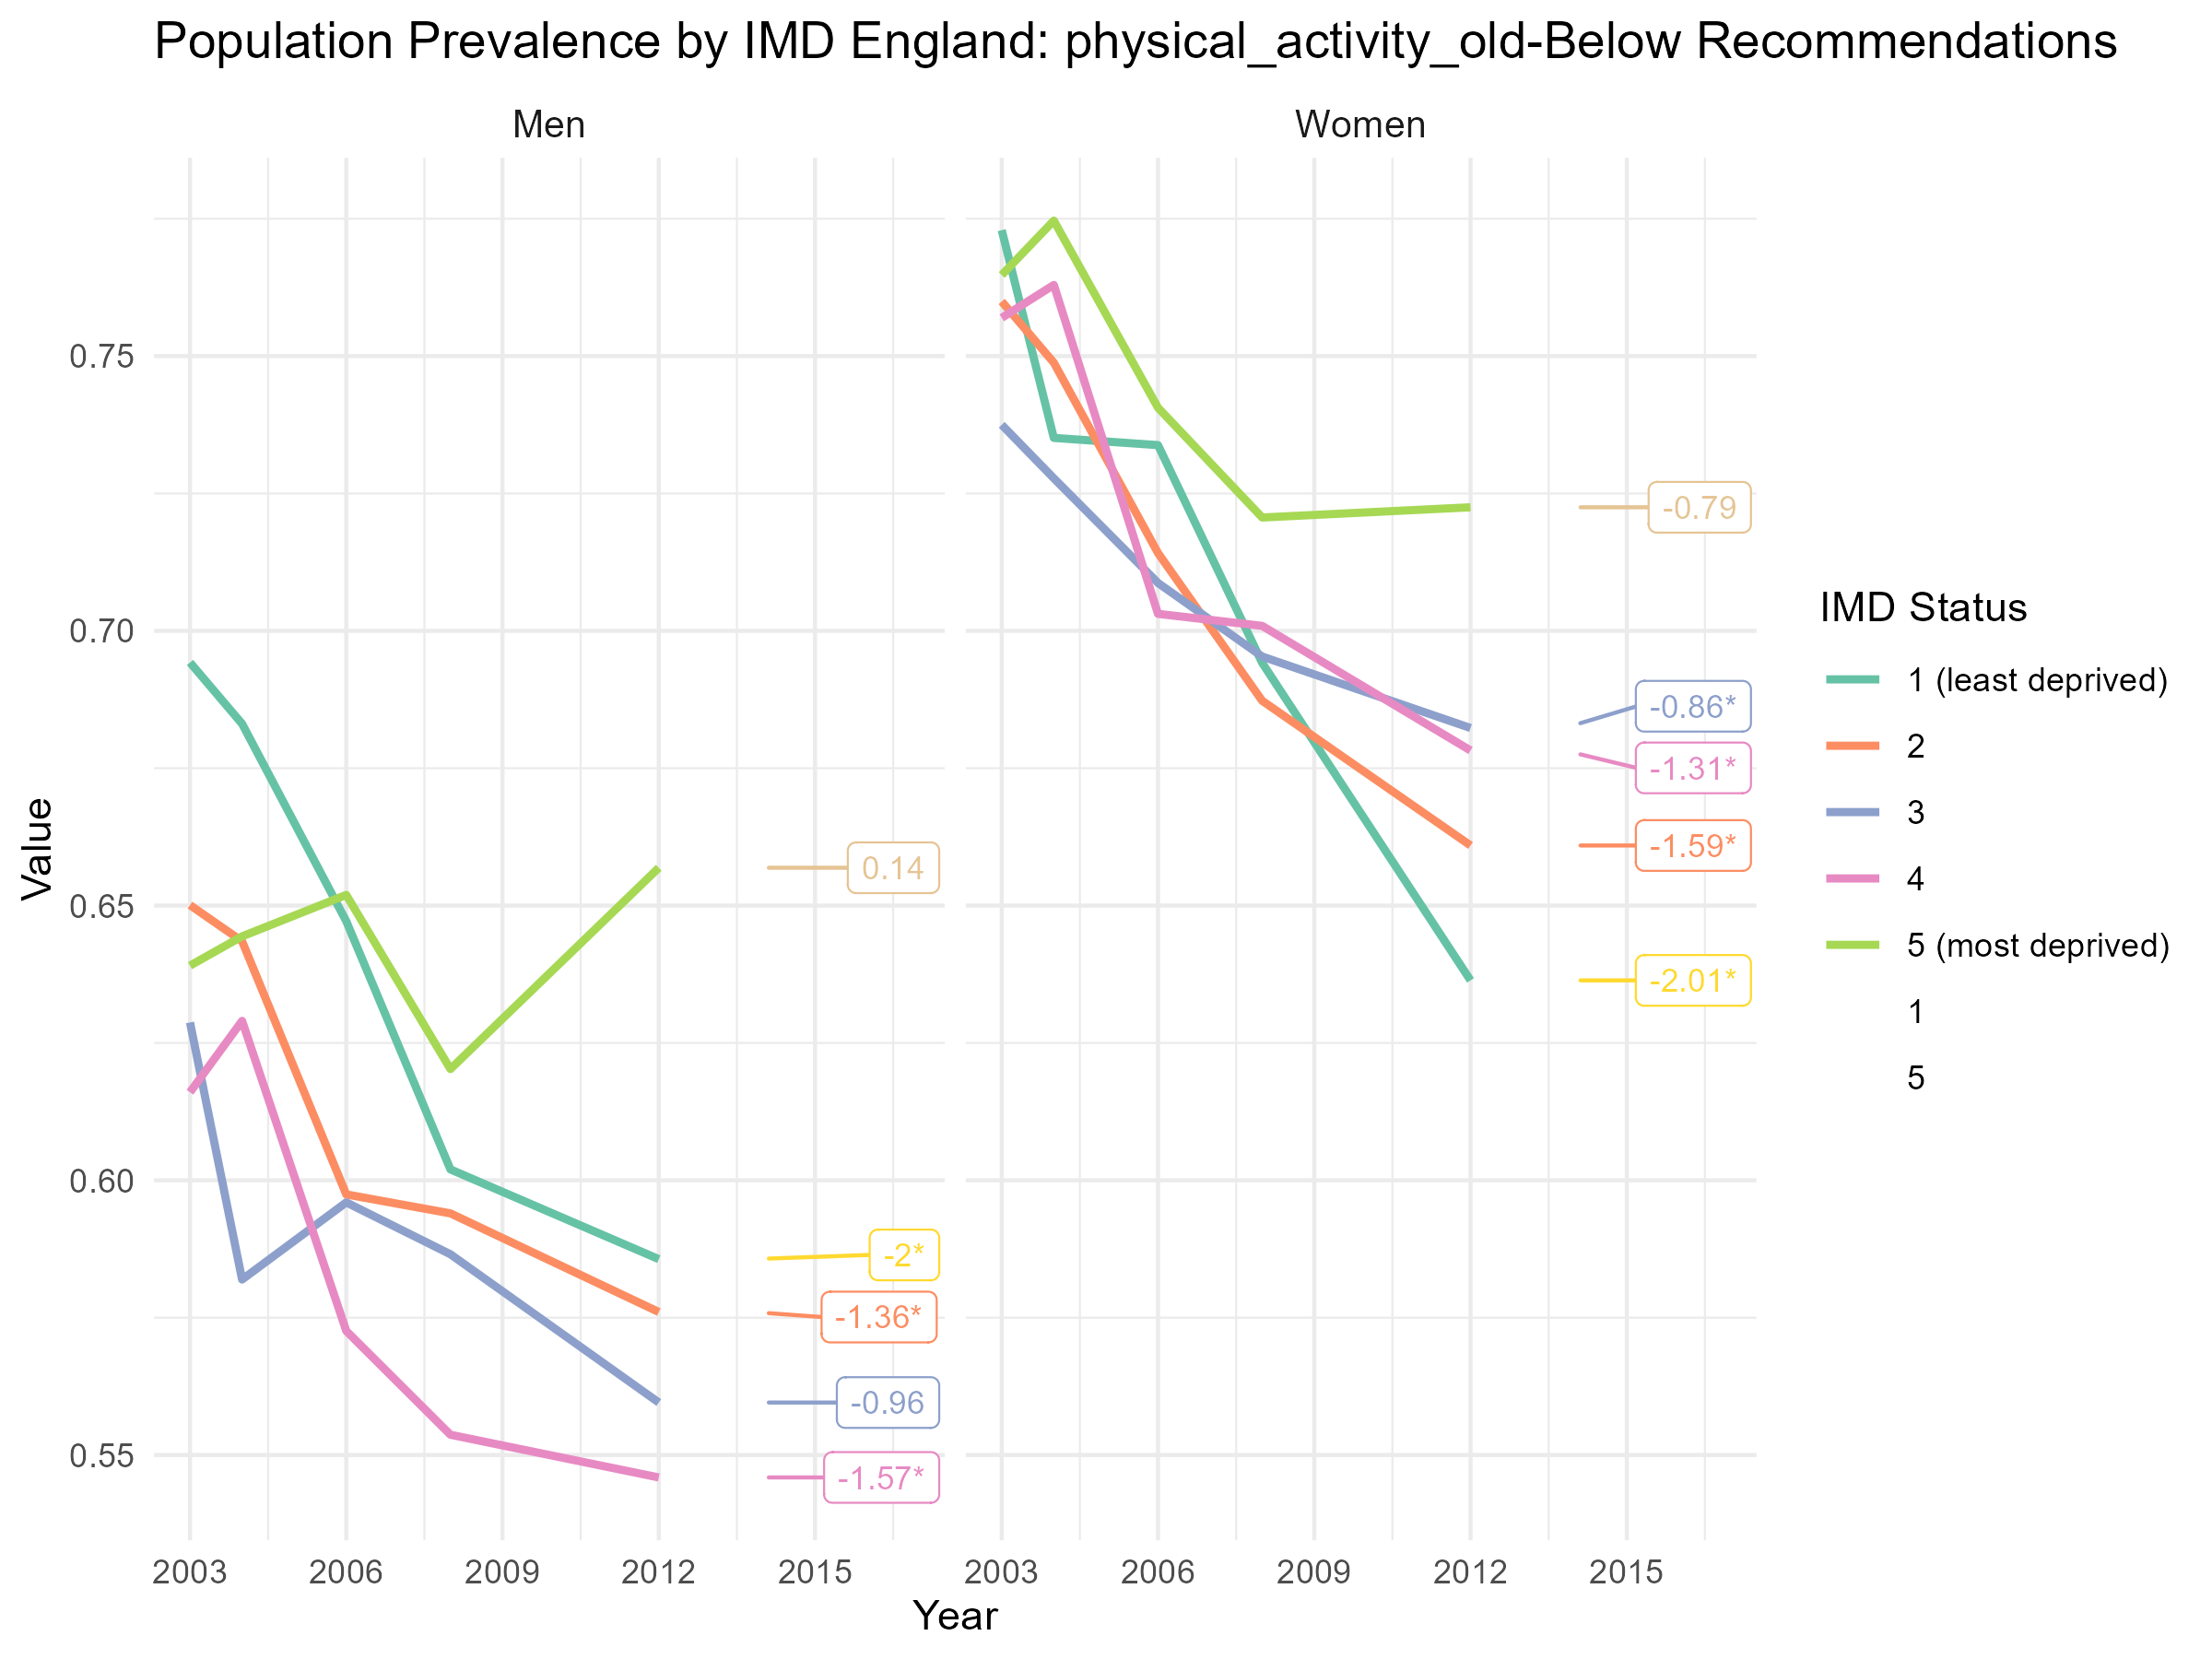 Population Prevalence by IMD England: physical_activity_old-Below Recommendations
Men
Women
Value
0.75
0.70
0.65
0.60
0.55
0.14
-2*
-1.36*
-0.96
-1.57*
-0.79
-0.86*
-1.31*
-1.59*
-2.01*
2003 2006 2009 2012 2015
2003 2006 2009 2012 2015
Year
IMD Status
1 (least deprived)
2
3
4
5 (most deprived)
1
5